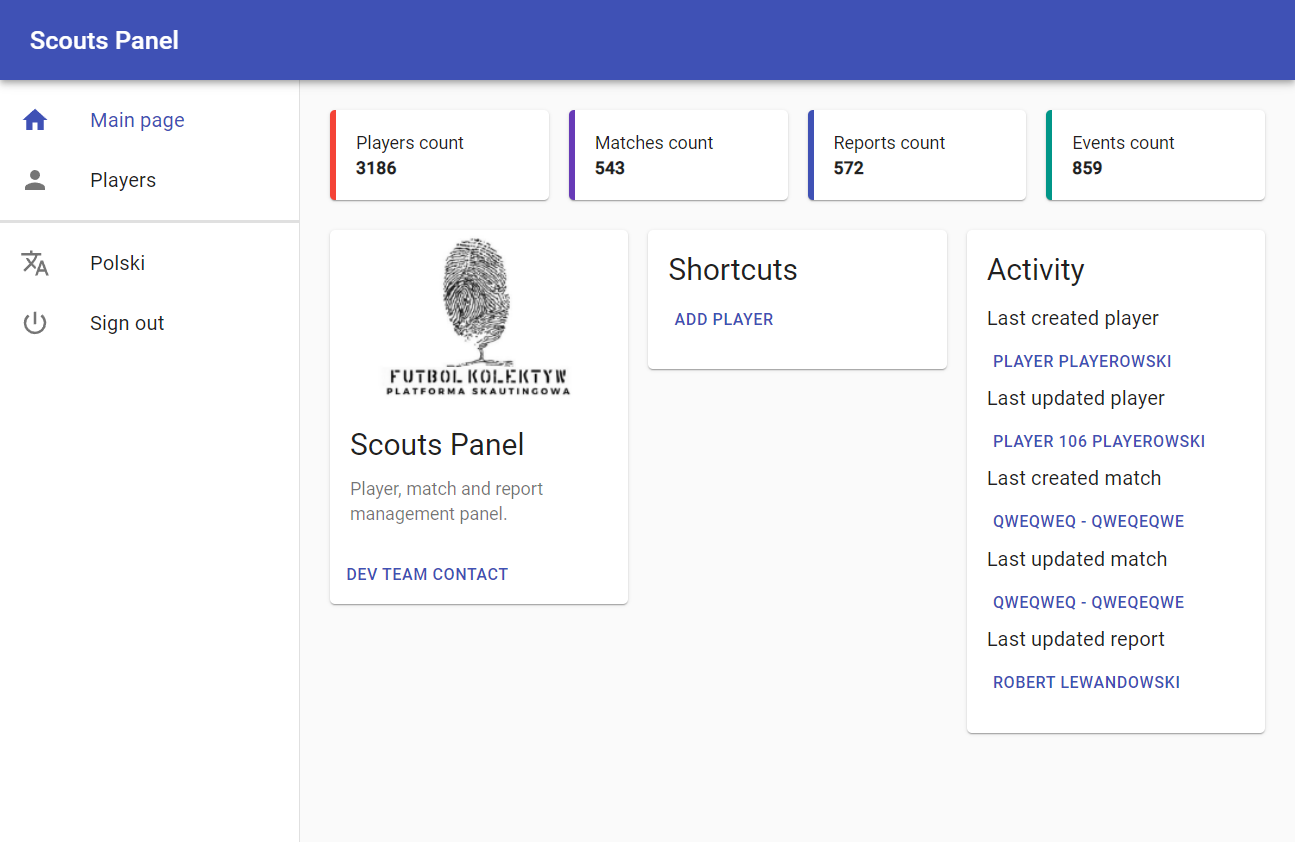 Scouts Panel
Main page
Players
Polski
Sign out
Players count
3186
Matches count
543
Reports count
572
Events count
859
FUTBOL KOLEKTYW
PLATFORMA SKAUTINGOWA
Scouts Panel
Player, match and report
management panel.
DEV TEAM CONTACT
Shortcuts
ADD PLAYER
Activity
Last created player
PLAYER PLAYEROWSKI
Last updated player
PLAYER 106 PLAYEROWSKI
Last created match
QWEQWEQ - QWEQEQWE
Last updated match
QWEQWEQ - QWEQEQWE
Last updated report
ROBERT LEWANDOWSKI